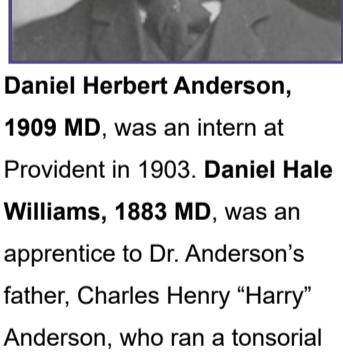 Daniel Herbert Anderson,
1909 MD, was an intern at
Provident in 1903. Daniel Hale
Williams, 1883 MD, was an
apprentice to Dr. Anderson’s
father, Charles Henry “Harry”
Anderson, who ran a tonsorial